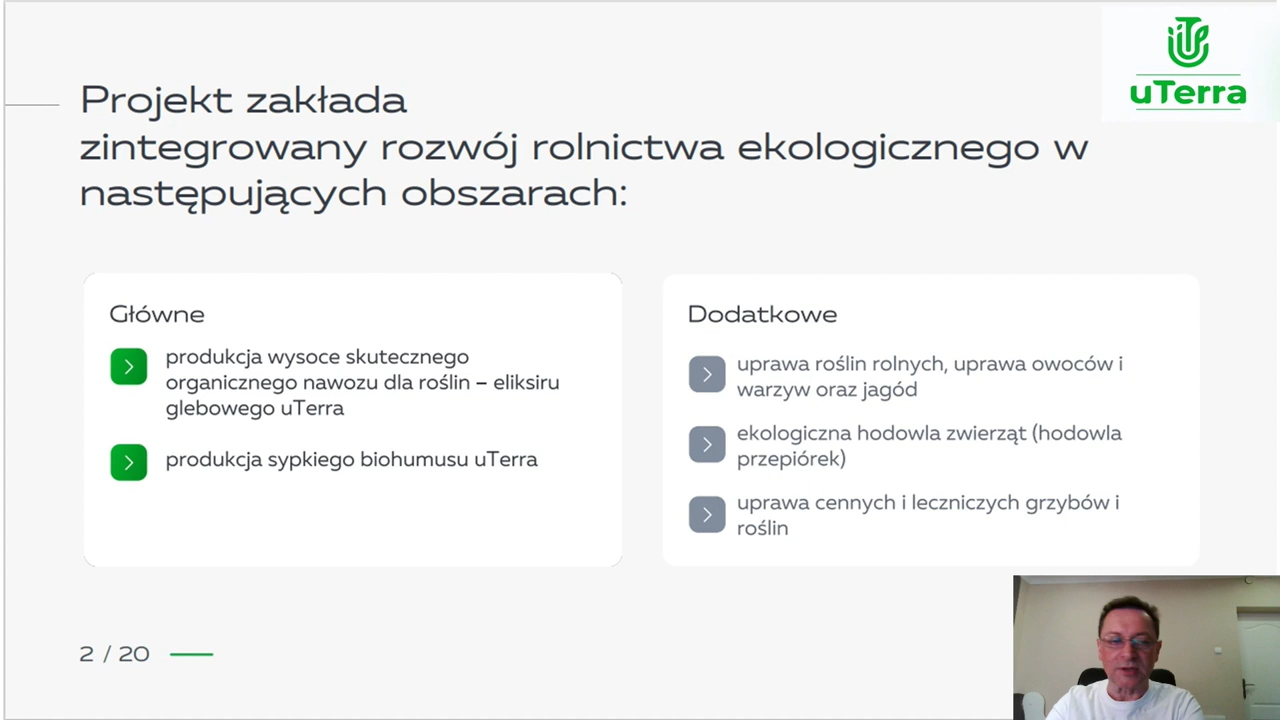 uTerra
Projekt zakłada
zintegrowany rozwój rolnictwa ekologicznego w
następujących obszarach:
Główne
produkcja wysoce skutecznego
organicznego nawozu dla roślin – eliksiru
glebowego uTerra
produkcja sypkiego biohumusu uTerra
Dodatkowe
uprawa roślin rolnych, uprawa owoców i
warzyw oraz jagód
ekologiczna hodowla zwierząt (hodowla
przepiórek)
uprawa cennych i leczniczych grzybów i
roślin
2 / 20